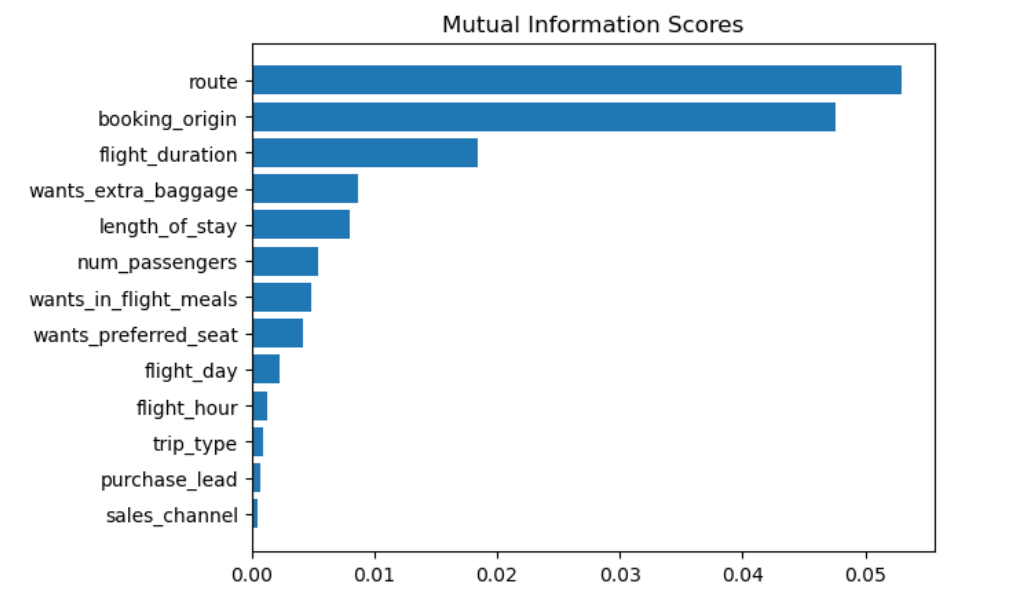 Mutual Information Scores
route
booking_origin
flight_duration
wants_extra_baggage
length_of_stay
num_passengers
wants_in_flight_meals
wants_preferred_seat
flight_day
flight_hour
trip_type
purchase_lead
sales_channel
0.00 0.01 0.02 0.03 0.04 0.05